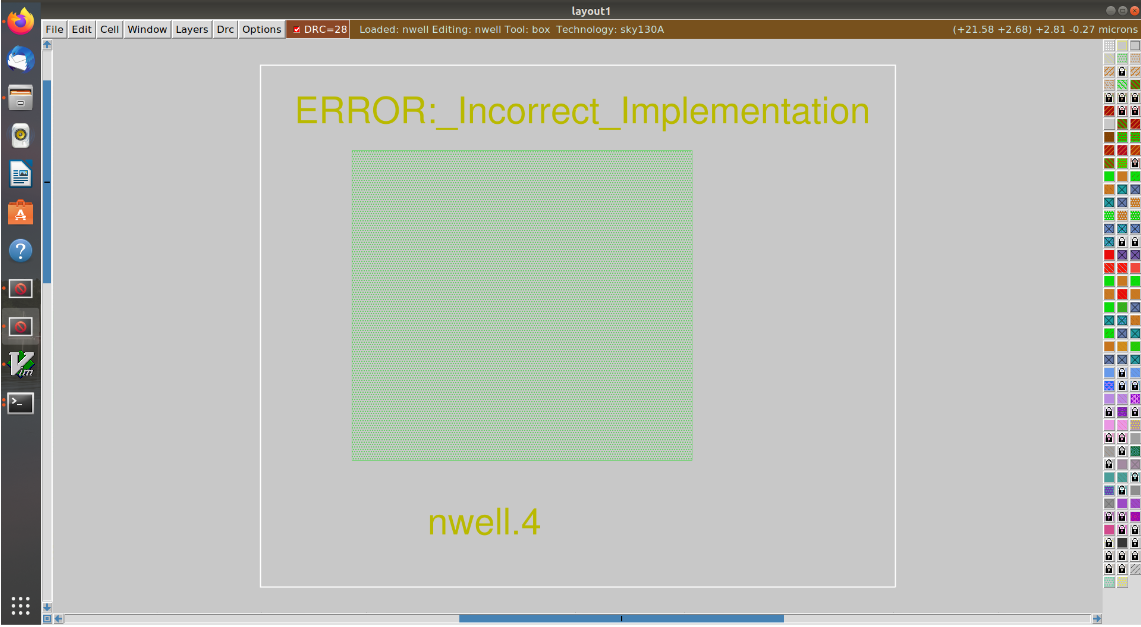 layout1
File Edit Cell Window Layers Drc Options DRC=28 Loaded: nwell Editing: nwell Tool: box Technology: sky130A (+21.58 +2.68) +2.81 -0.27 microns
ERROR:_Incorrect_Implementation
nwell.4